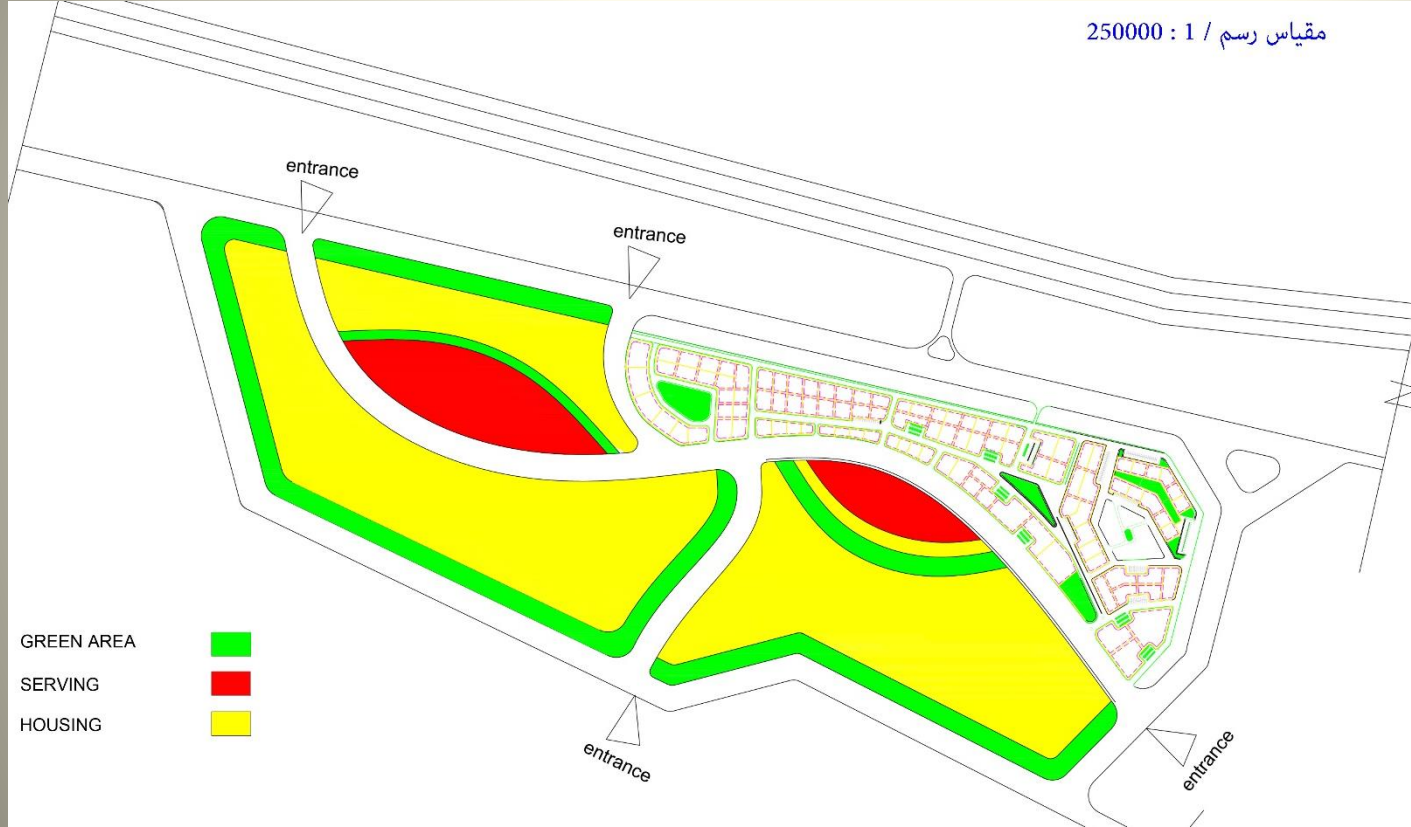 مقياس رسم / 1 : 250000
entrance
entrance
GREEN AREA
SERVING
HOUSING
entrance
entrance